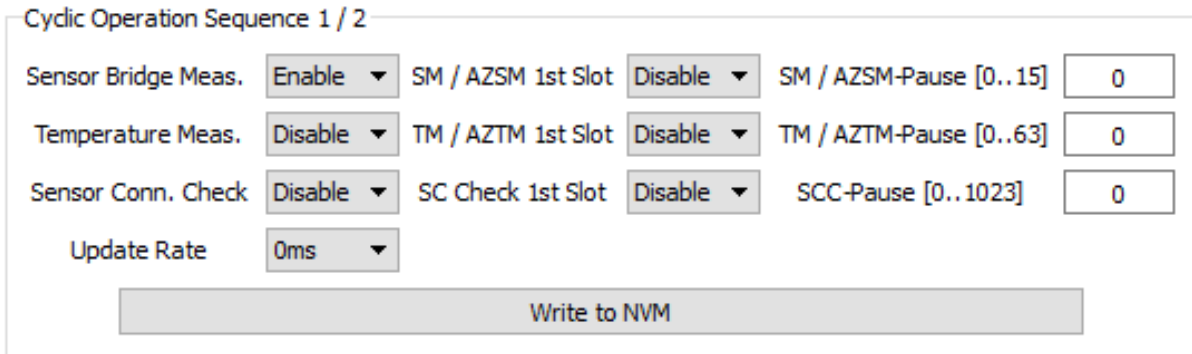 Cyclic Operation Sequence 1 / 2
Sensor Bridge Meas. Enable SM / AZSM 1st Slot Disable SM / AZSM-Pause [0..15] 0
Temperature Meas. Disable TM / AZTM 1st Slot Disable TM / AZTM-Pause [0..63] 0
Sensor Conn. Check Disable SC Check 1st Slot Disable SCC-Pause [0..1023] 0
Update Rate 0ms
Write to NVM